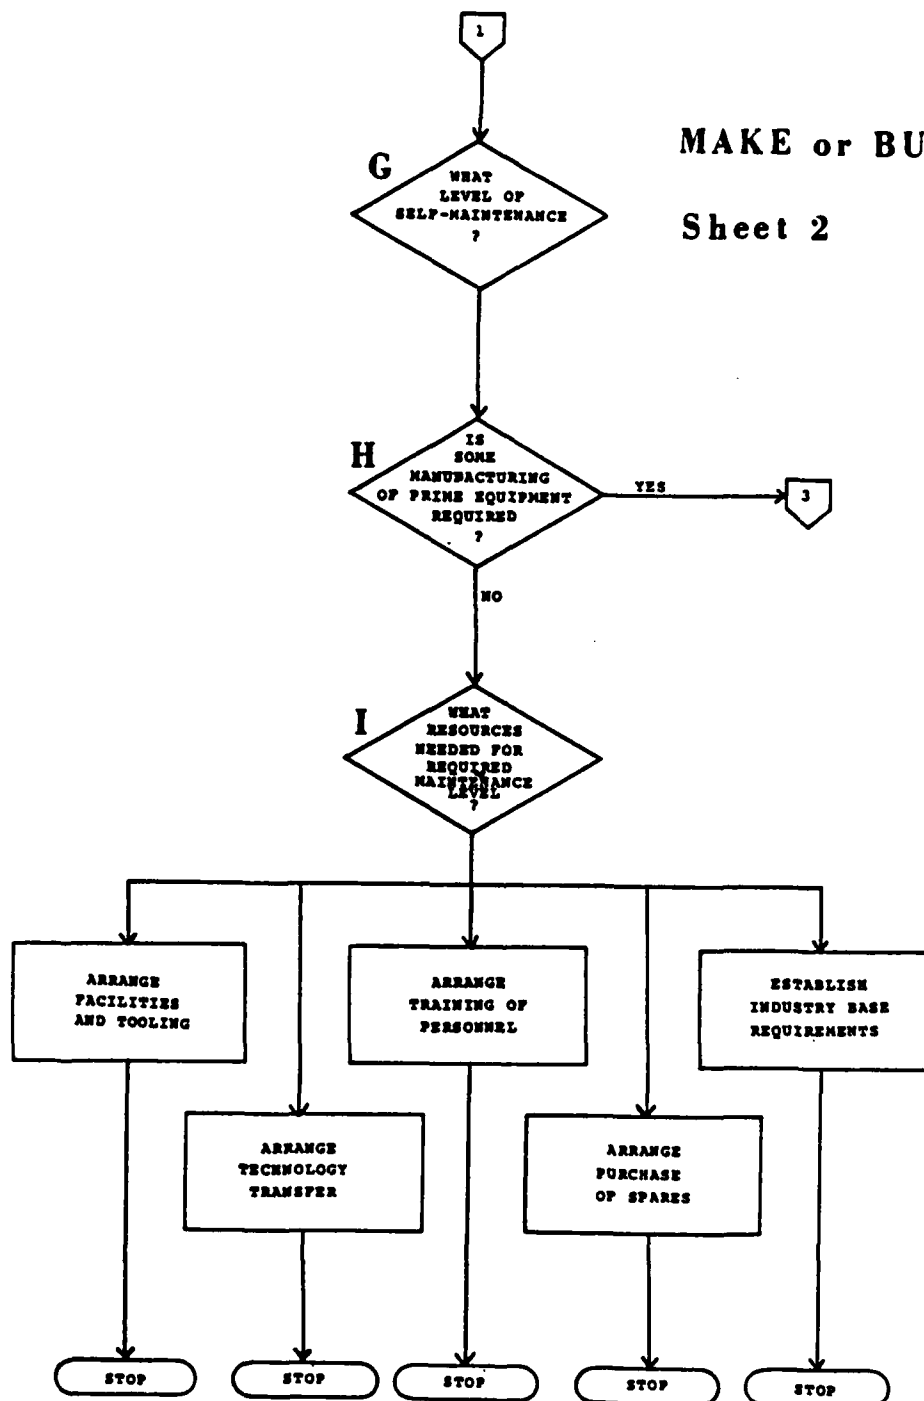 1
MAKE or BU
Sheet 2
G
WHAT
LEVEL OF
SELF-MAINTENANCE
?
H
IS
SOME
MANUFACTURING
OF PRIME EQUIPMENT
REQUIRED
?
YES
3
NO
I
WHAT
RESOURCES
NEEDED FOR
REQUIRED
MAINTENANCE
LEVEL
?
ARRANGE
FACILITIES
AND TOOLING
ARRANGE
TRAINING OF
PERSONNEL
ESTABLISH
INDUSTRY BASE
REQUIREMENTS
ARRANGE
TECHNOLOGY
TRANSFER
ARRANGE
PURCHASE
OF SPARES
STOP
STOP
STOP
STOP
STOP